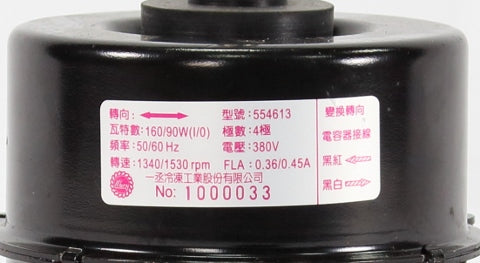 轉向：
瓦特數：160/90W(I/O)
頻率：50/60 Hz
轉速：1340/1530 rpm
型號：554613
極數：4極
電壓：380V
FLA：0.36/0.45A
一丞冷凍工業股份有限公司
No: 1000033
變換轉向
電容器接線
黑紅
黑白